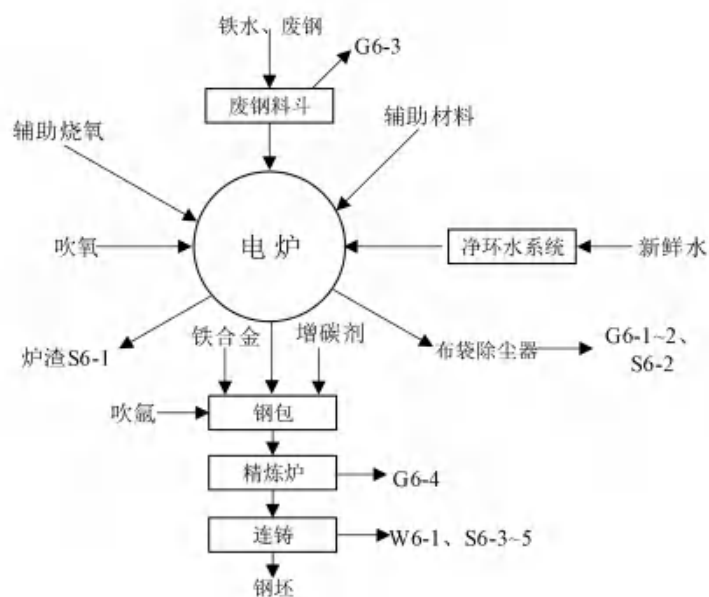 铁水、废钢
G6-3
废钢料斗
辅助烧氧
辅助材料
吹氧
电炉
净环水系统
新鲜水
炉渣S6-1
铁合金
增碳剂
布袋除尘器
G6-1~2、
S6-2
吹氩
钢包
精炼炉
G6-4
连铸
W6-1、S6-3~5
钢坯